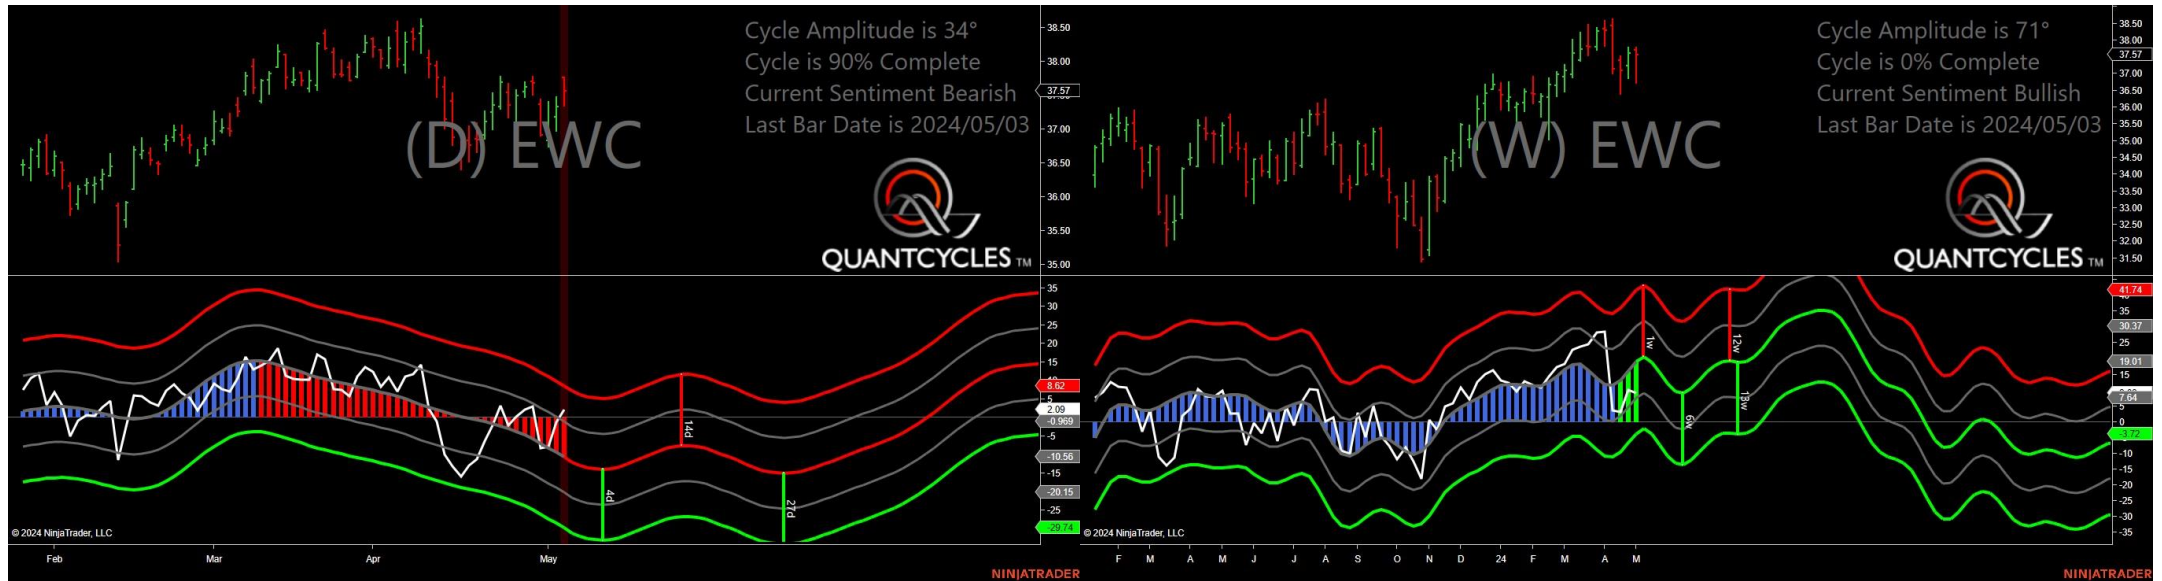 Cycle Amplitude is 34°
Cycle is 90% Complete
Current Sentiment Bearish
Last Bar Date is 2024/05/03
(D) EWC
QUANTCYCLES TM
38.50
38.00
37.57
37.00
36.50
36.00
35.50
35.00
35
30
25
20
15
8.62
5
2.09
-0.969
-5
-10.56
-15
-20.15
-25
-29.74
4d
14d
27d
© 2024 NinjaTrader, LLC
Feb
Mar
Apr
May
NINJATRADER
Cycle Amplitude is 71°
Cycle is 0% Complete
Current Sentiment Bullish
Last Bar Date is 2024/05/03
(W) EWC
QUANTCYCLES TM
38.50
38.00
37.57
37.00
36.50
36.00
35.50
35.00
34.50
34.00
33.50
33.00
32.50
32.00
31.50
41.74
35
30.37
25
19.01
15
7.64
5
0
-3.72
-10
-15
-20
-25
-30
-35
1w
6w
12w
13w
© 2024 NinjaTrader, LLC
F
M
A
M
J
J
A
S
O
N
D
24
F
M
A
M
NINJATRADER